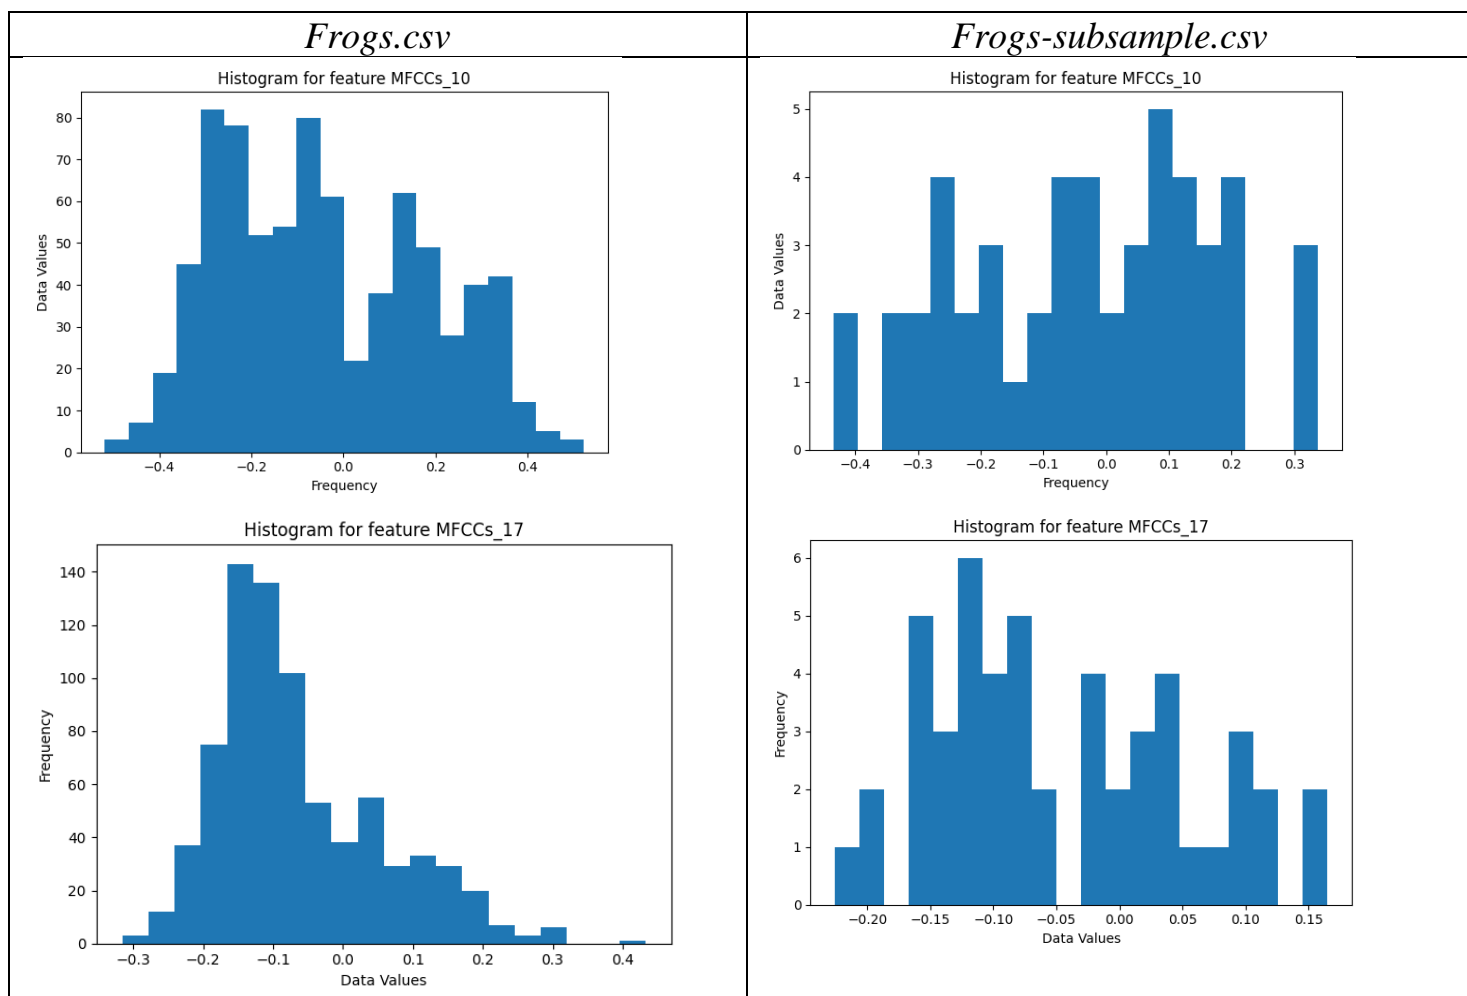 Frogs.csv
Frogs-subsample.csv
Histogram for feature MFCCs_10
80
70
60
50
40
30
20
10
0
Data Values
−0.4 −0.2 0.0 0.2 0.4
Frequency
Histogram for feature MFCCs_10
5
4
3
2
1
0
Data Values
−0.4 −0.3 −0.2 −0.1 0.0 0.1 0.2 0.3
Frequency
Histogram for feature MFCCs_17
140
120
100
80
60
40
20
0
Frequency
−0.3 −0.2 −0.1 0.0 0.1 0.2 0.3 0.4
Data Values
Histogram for feature MFCCs_17
6
5
4
3
2
1
0
Frequency
−0.20 −0.15 −0.10 −0.05 0.00 0.05 0.10 0.15
Data Values